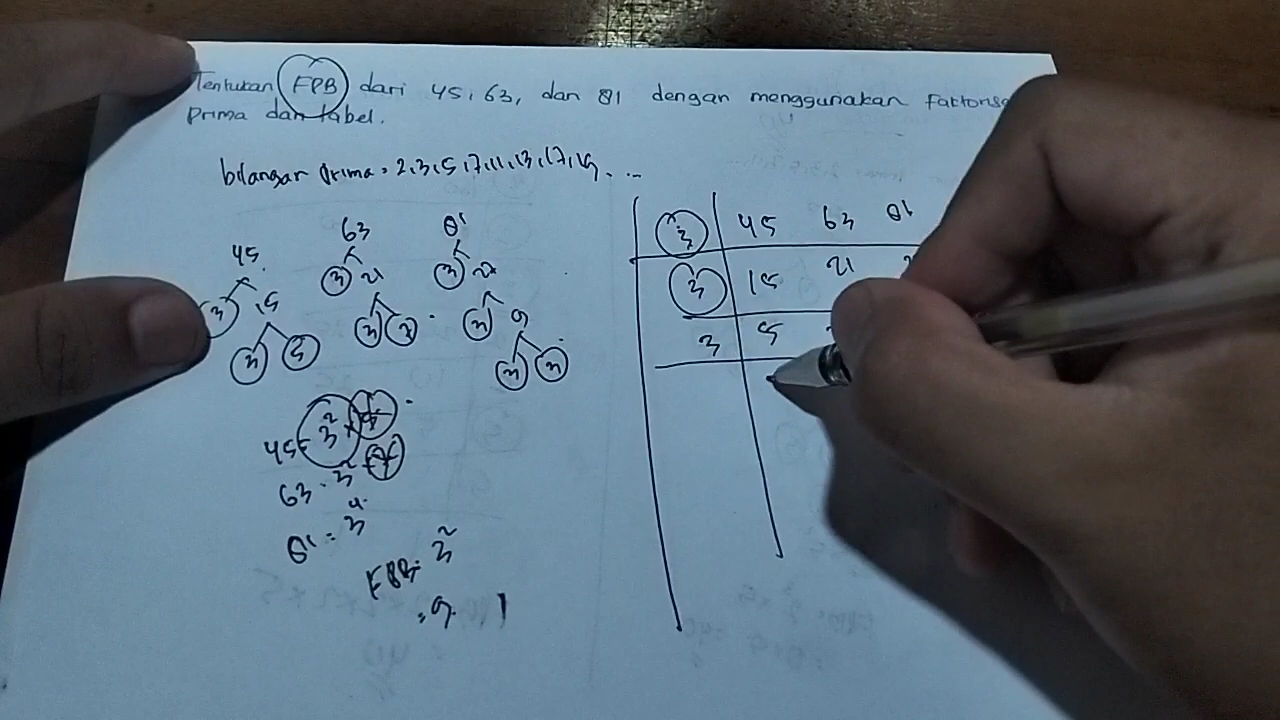 Tentukan FPB dari 45, 63, dan 81 dengan menggunakan faktorsa
prima dan tabel.
bilangan prima = 2, 3, 5, 7, 11, 13, 17, 19, ...
45 63 81
3 15 3 21 3 27
3 5 3 7 3 9
3 3
45 = 3² × 5
63 = 3² × 7
81 = 3⁴
FPB = 3²
= 9
3 45 63 81
3 15 21
3 5